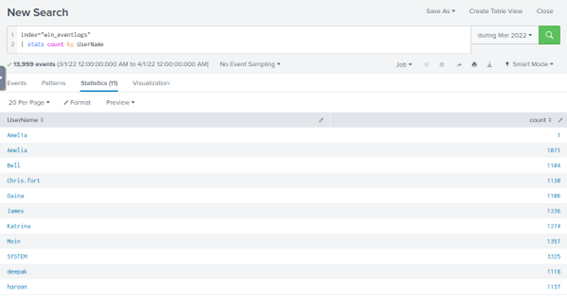 New Search
Save As ▾ Create Table View Close
1 index="win_eventlogs"
2 | stats count by UserName
during Mar 2022 ▾
✓ 13,959 events (3/1/22 12:00:00.000 AM to 4/1/22 12:00:00.000 AM) No Event Sampling ▾
Job ▾ Smart Mode ▾
Events Patterns Statistics (11) Visualization
20 Per Page ▾ Format Preview ▾
UserName count
Amel1a 1
Amelia 1071
Bell 1104
Chris.fort 1130
Daina 1106
James 1336
Katrina 1274
Moin 1357
SYSTEM 3325
deepak 1118
haroon 1137